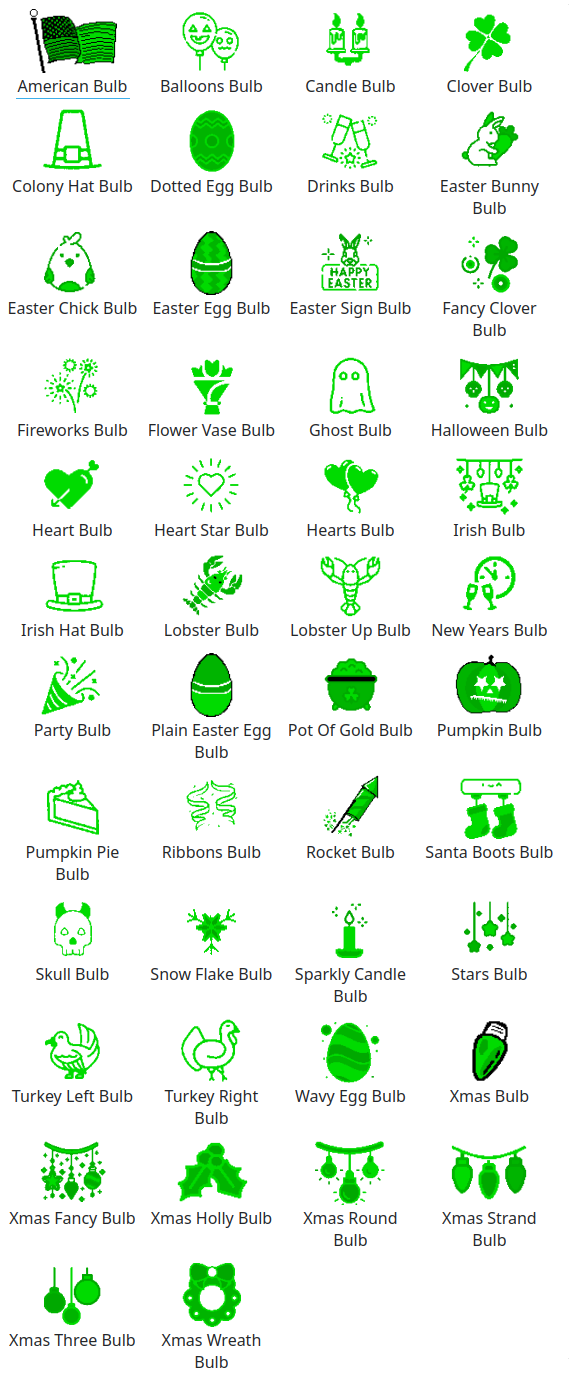 American Bulb
Balloons Bulb
Candle Bulb
Clover Bulb
Colony Hat Bulb
Dotted Egg Bulb
Drinks Bulb
Easter Bunny
Bulb
Easter Chick Bulb
Easter Egg Bulb
HAPPY
EASTER
Easter Sign Bulb
Fancy Clover
Bulb
Fireworks Bulb
Flower Vase Bulb
Ghost Bulb
Halloween Bulb
Heart Bulb
Heart Star Bulb
Hearts Bulb
Irish Bulb
Irish Hat Bulb
Lobster Bulb
Lobster Up Bulb
New Years Bulb
Party Bulb
Plain Easter Egg
Bulb
Pot Of Gold Bulb
Pumpkin Bulb
Pumpkin Pie
Bulb
Ribbons Bulb
Rocket Bulb
Santa Boots Bulb
Skull Bulb
Snow Flake Bulb
Sparkly Candle
Bulb
Stars Bulb
Turkey Left Bulb
Turkey Right
Bulb
Wavy Egg Bulb
Xmas Bulb
Xmas Fancy Bulb
Xmas Holly Bulb
Xmas Round
Bulb
Xmas Strand
Bulb
Xmas Three Bulb
Xmas Wreath
Bulb